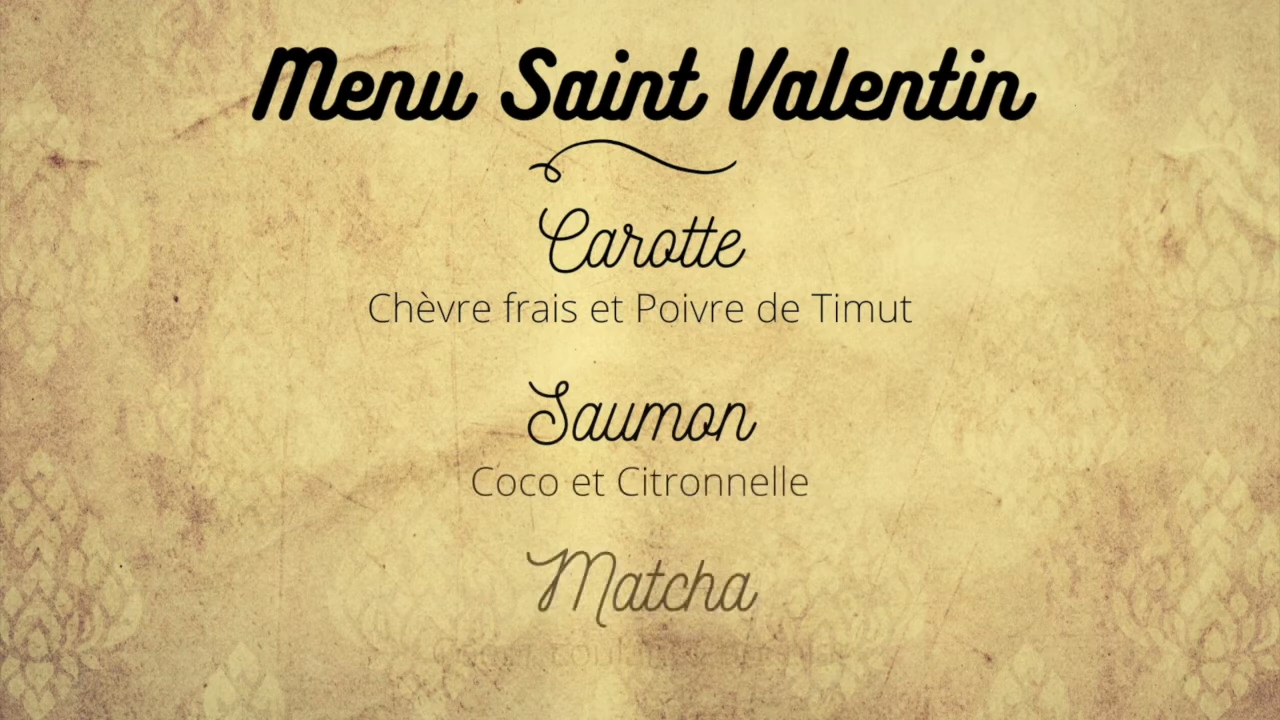 Menu Saint Valentin
Carotte
Chèvre frais et Poivre de Timut
Saumon
Coco et Citronnelle
Matcha